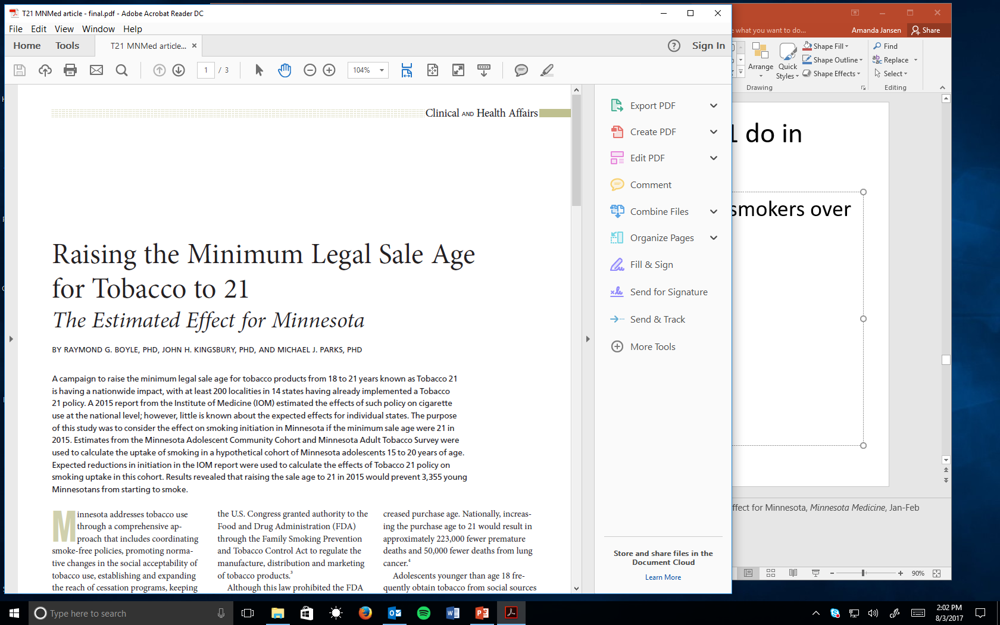 T21 MNMed article - final.pdf - Adobe Acrobat Reader DC
File Edit View Window Help
Home Tools T21 MNMed article... × ? Sign In
1 / 3 104%
Clinical AND Health Affairs
Raising the Minimum Legal Sale Age
for Tobacco to 21
The Estimated Effect for Minnesota
BY RAYMOND G. BOYLE, PHD, JOHN H. KINGSBURY, PHD, AND MICHAEL J. PARKS, PHD
A campaign to raise the minimum legal sale age for tobacco products from 18 to 21 years known as Tobacco 21
is having a nationwide impact, with at least 200 localities in 14 states having already implemented a Tobacco
21 policy. A 2015 report from the Institute of Medicine (IOM) estimated the effects of such policy on cigarette
use at the national level; however, little is known about the expected effects for individual states. The purpose
of this study was to consider the effect on smoking initiation in Minnesota if the minimum sale age were 21 in
2015. Estimates from the Minnesota Adolescent Community Cohort and Minnesota Adult Tobacco Survey were
used to calculate the uptake of smoking in a hypothetical cohort of Minnesota adolescents 15 to 20 years of age.
Expected reductions in initiation in the IOM report were used to calculate the effects of Tobacco 21 policy on
smoking uptake in this cohort. Results revealed that raising the sale age to 21 in 2015 would prevent 3,355 young
Minnesotans from starting to smoke.
Minnesota addresses tobacco use
through a comprehensive ap-
proach that includes coordinating
smoke-free policies, promoting norma-
tive changes in the social acceptability of
tobacco use, establishing and expanding
the reach of cessation programs, keeping
the U.S. Congress granted authority to the
Food and Drug Administration (FDA)
through the Family Smoking Prevention
and Tobacco Control Act to regulate the
manufacture, distribution and marketing
of tobacco products.3
Although this law prohibited the FDA
creased purchase age. Nationally, increas-
ing the purchase age to 21 would result in
approximately 223,000 fewer premature
deaths and 50,000 fewer deaths from lung
cancer.4
Adolescents younger than age 18 fre-
quently obtain tobacco from social sources
Export PDF
Create PDF
Edit PDF
Comment
Combine Files
Organize Pages
Fill & Sign
Send for Signature
Send & Track
More Tools
Store and share files in the
Document Cloud
Learn More
what you want to do...
Amanda Jansen Share
Arrange
Quick
Styles
Shape Fill
Shape Outline
Shape Effects
Drawing
Find
Replace
Select
Editing
1 do in
smokers over
ffect for Minnesota, Minnesota Medicine, Jan-Feb
90%
Type here to search
2:02 PM
8/3/2017